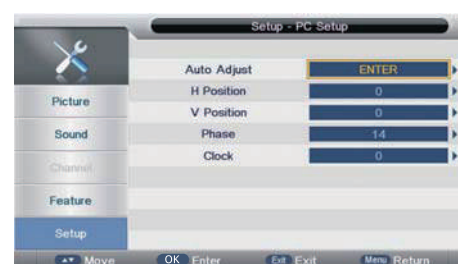 Setup - PC Setup
Auto Adjust ENTER
H Position 0
V Position 0
Phase 14
Clock 0
Picture
Sound
Channel
Feature
Setup
Move OK Enter Exit Exit Menu Return